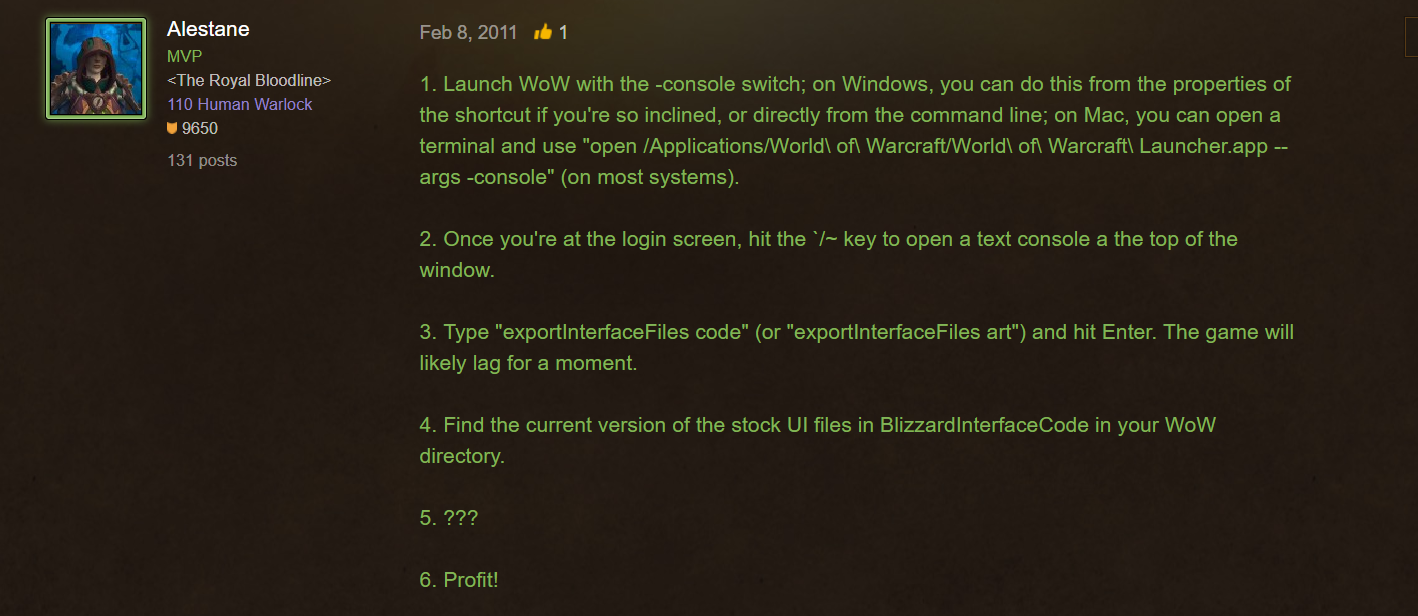 Alestane
MVP
<The Royal Bloodline>
110 Human Warlock
9650
131 posts
Feb 8, 2011 1
1. Launch WoW with the -console switch; on Windows, you can do this from the properties of
the shortcut if you're so inclined, or directly from the command line; on Mac, you can open a
terminal and use "open /Applications/World\ of\ Warcraft/World\ of\ Warcraft\ Launcher.app --
args -console" (on most systems).
2. Once you're at the login screen, hit the `/~ key to open a text console a the top of the
window.
3. Type "exportInterfaceFiles code" (or "exportInterfaceFiles art") and hit Enter. The game will
likely lag for a moment.
4. Find the current version of the stock UI files in BlizzardInterfaceCode in your WoW
directory.
5. ???
6. Profit!